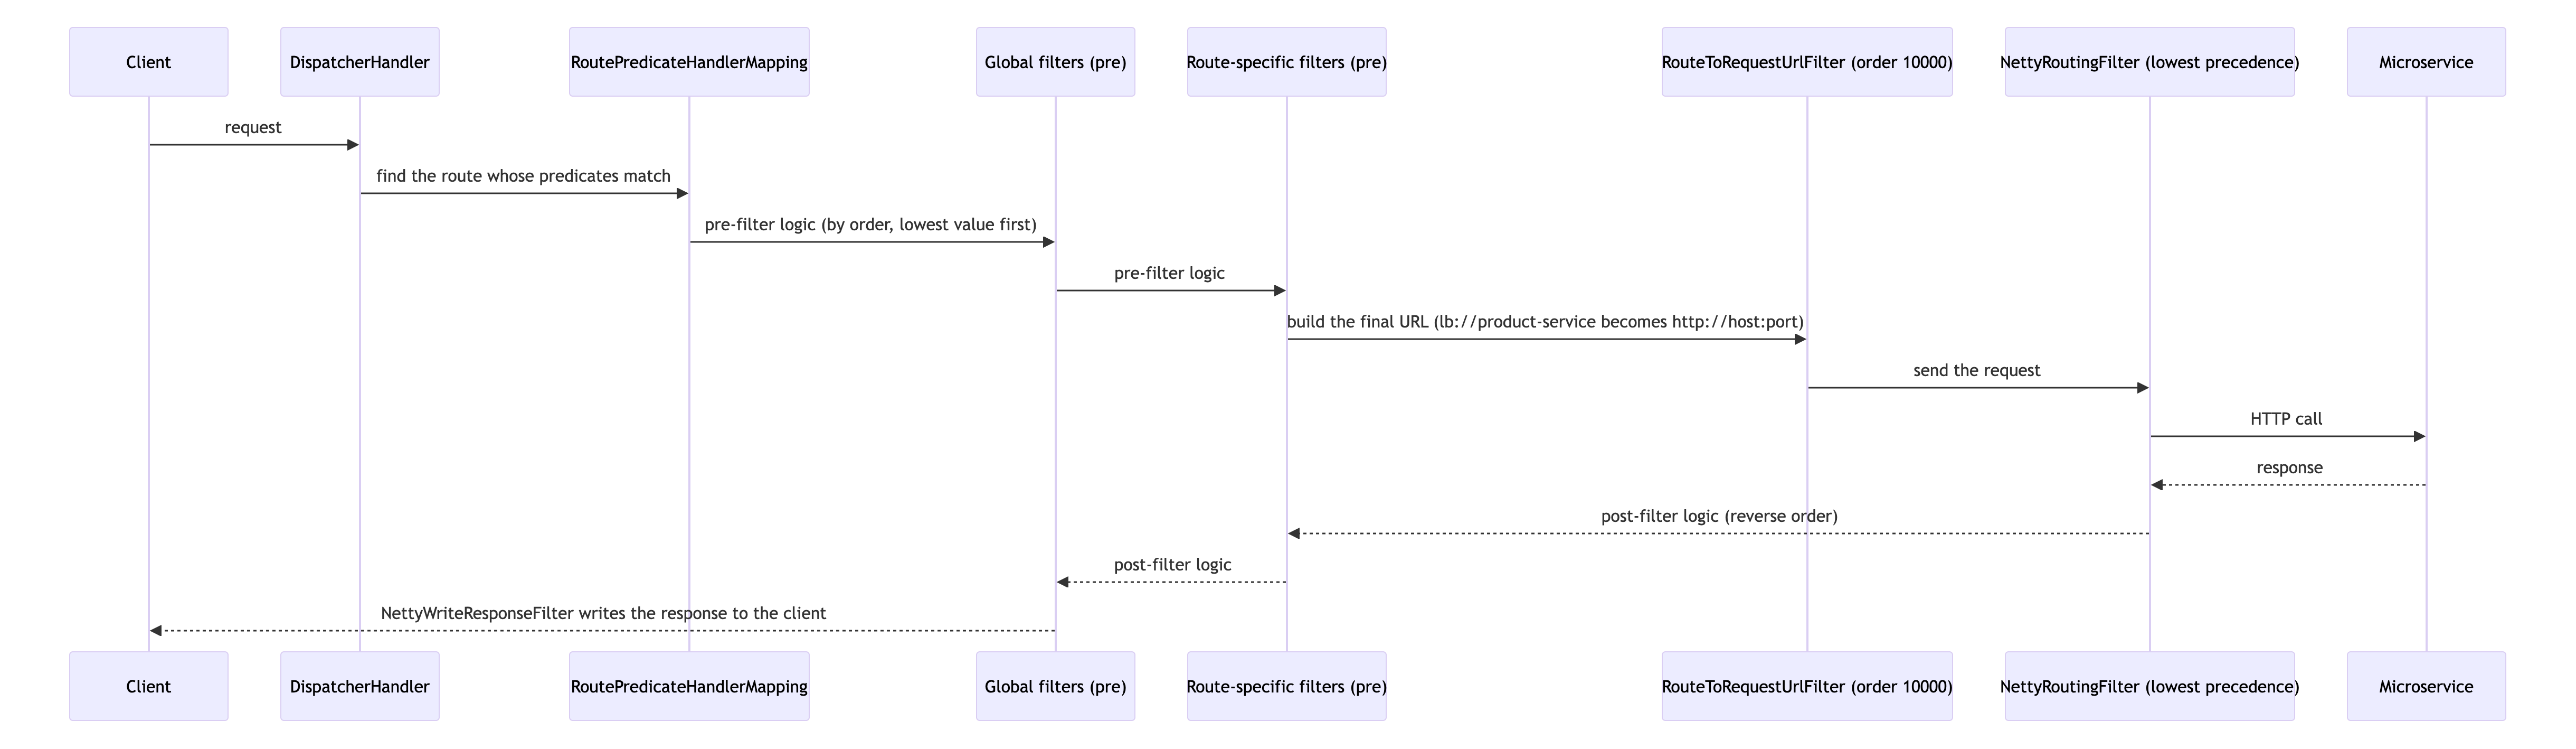 Client
DispatcherHandler
RoutePredicateHandlerMapping
Global filters (pre)
Route-specific filters (pre)
RouteToRequestUrlFilter (order 10000)
NettyRoutingFilter (lowest precedence)
Microservice
request
find the route whose predicates match
pre-filter logic (by order, lowest value first)
pre-filter logic
build the final URL (lb://product-service becomes http://host:port)
send the request
HTTP call
response
post-filter logic (reverse order)
post-filter logic
NettyWriteResponseFilter writes the response to the client
Client
DispatcherHandler
RoutePredicateHandlerMapping
Global filters (pre)
Route-specific filters (pre)
RouteToRequestUrlFilter (order 10000)
NettyRoutingFilter (lowest precedence)
Microservice